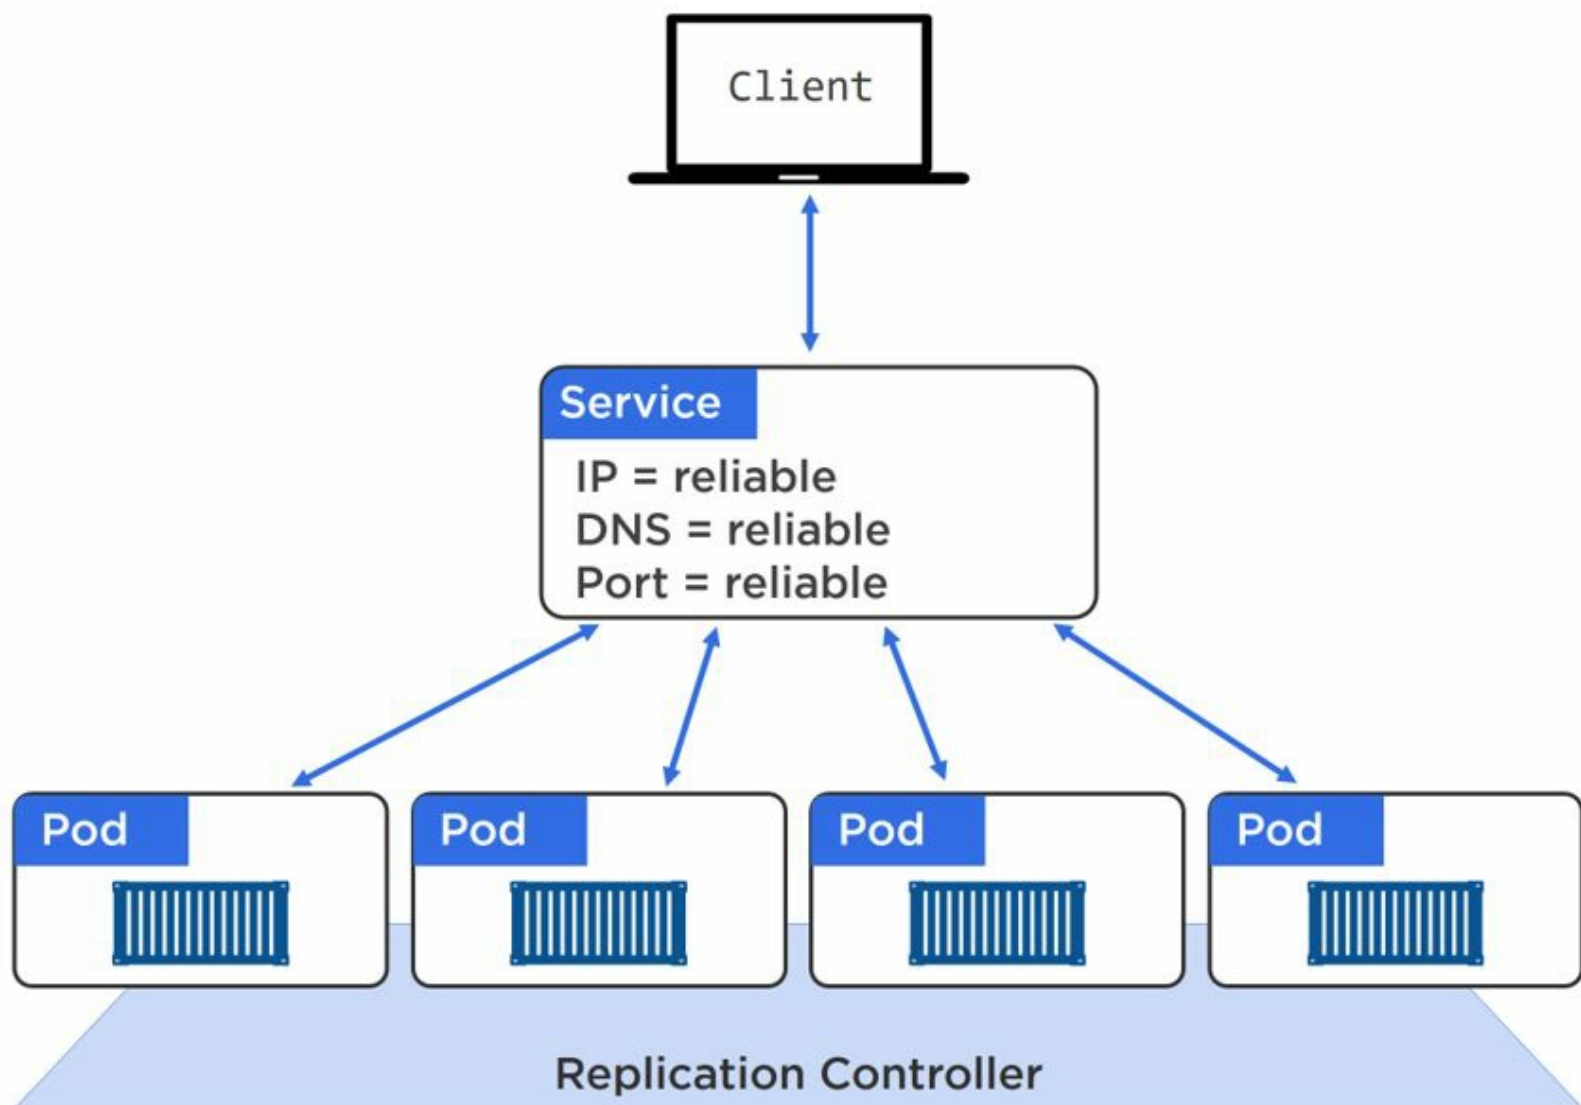 Client
Service
IP = reliable
DNS = reliable
Port = reliable
Pod
Pod
Pod
Pod
Replication Controller